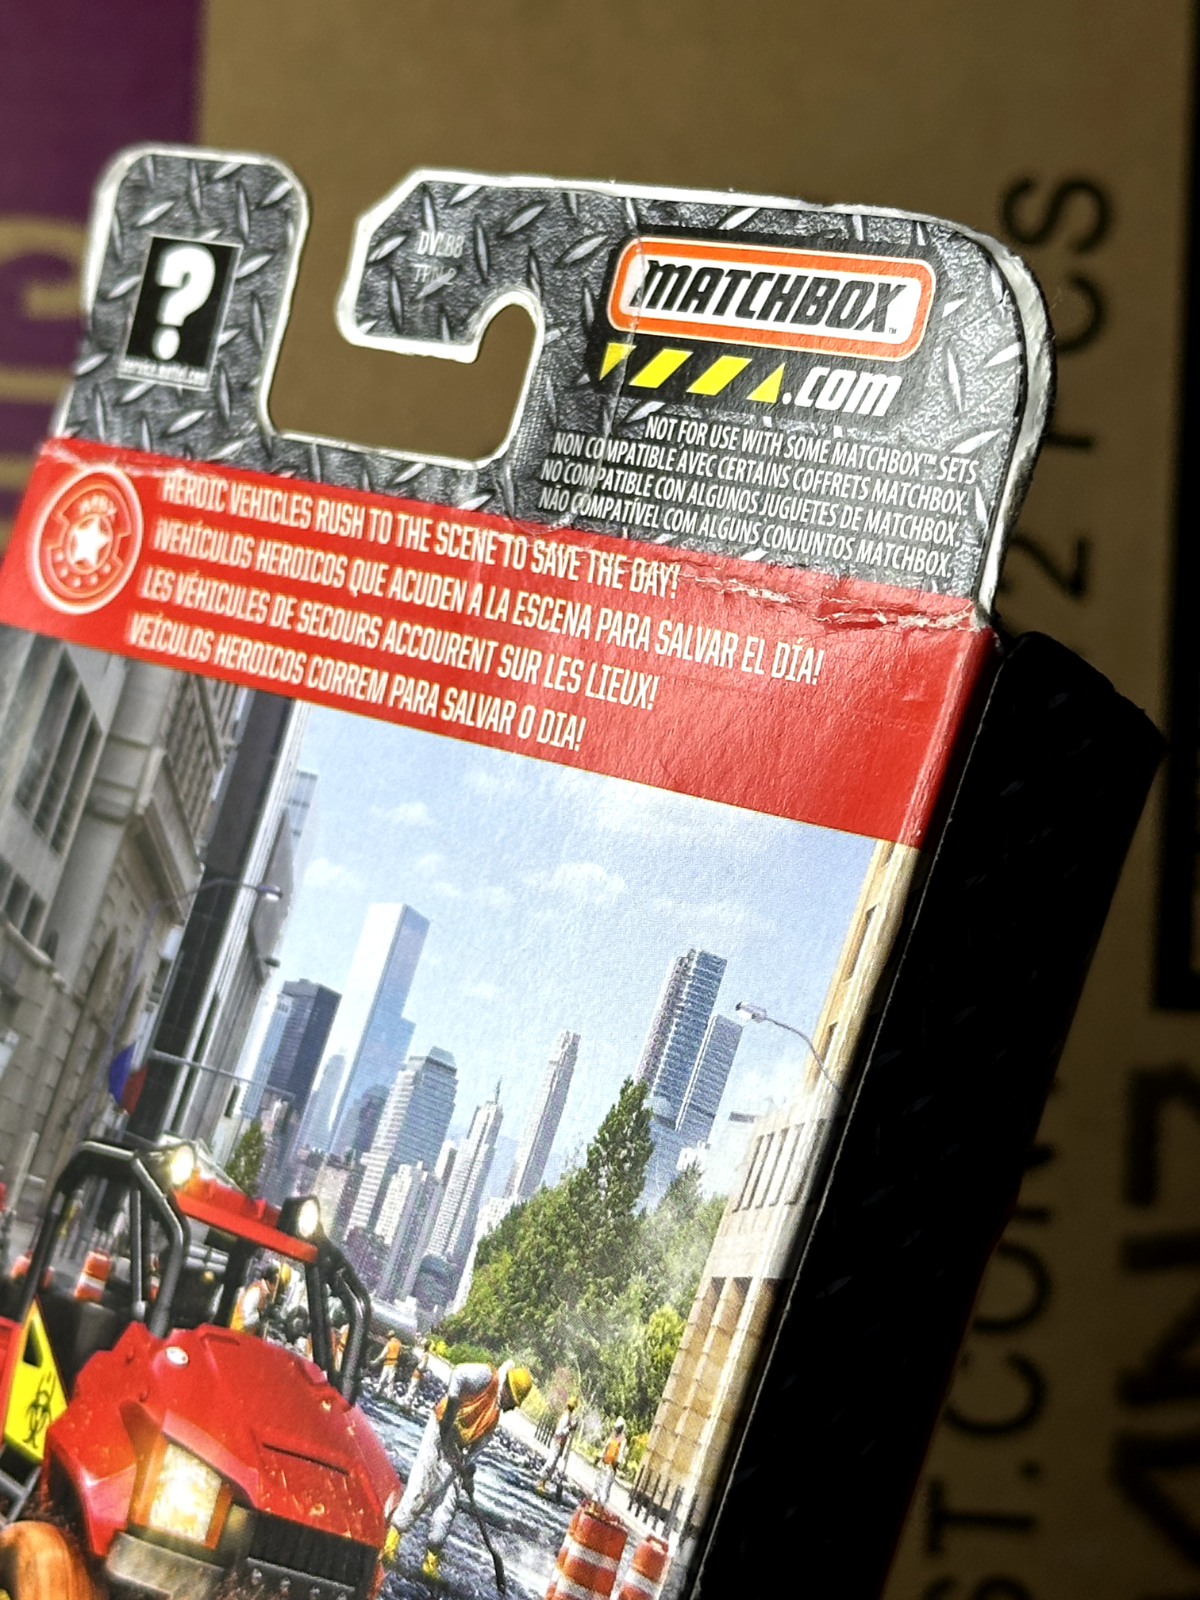 ?
MATCHBOX™
.com
NOT FOR USE WITH SOME MATCHBOX™ SETS
NON COMPATIBLE AVEC CERTAINS COFFRETS MATCHBOX.
NO COMPATIBLE CON ALGUNOS JUGUETES DE MATCHBOX.
NÃO COMPATÍVEL COM ALGUNS CONJUNTOS MATCHBOX.
HEROIC VEHICLES RUSH TO THE SCENE TO SAVE THE DAY!
¡VEHÍCULOS HEROICOS QUE ACUDEN A LA ESCENA PARA SALVAR EL DÍA!
LES VÉHICULES DE SECOURS ACCOURENT SUR LES LIEUX!
VEÍCULOS HEROICOS CORREM PARA SALVAR O DIA!